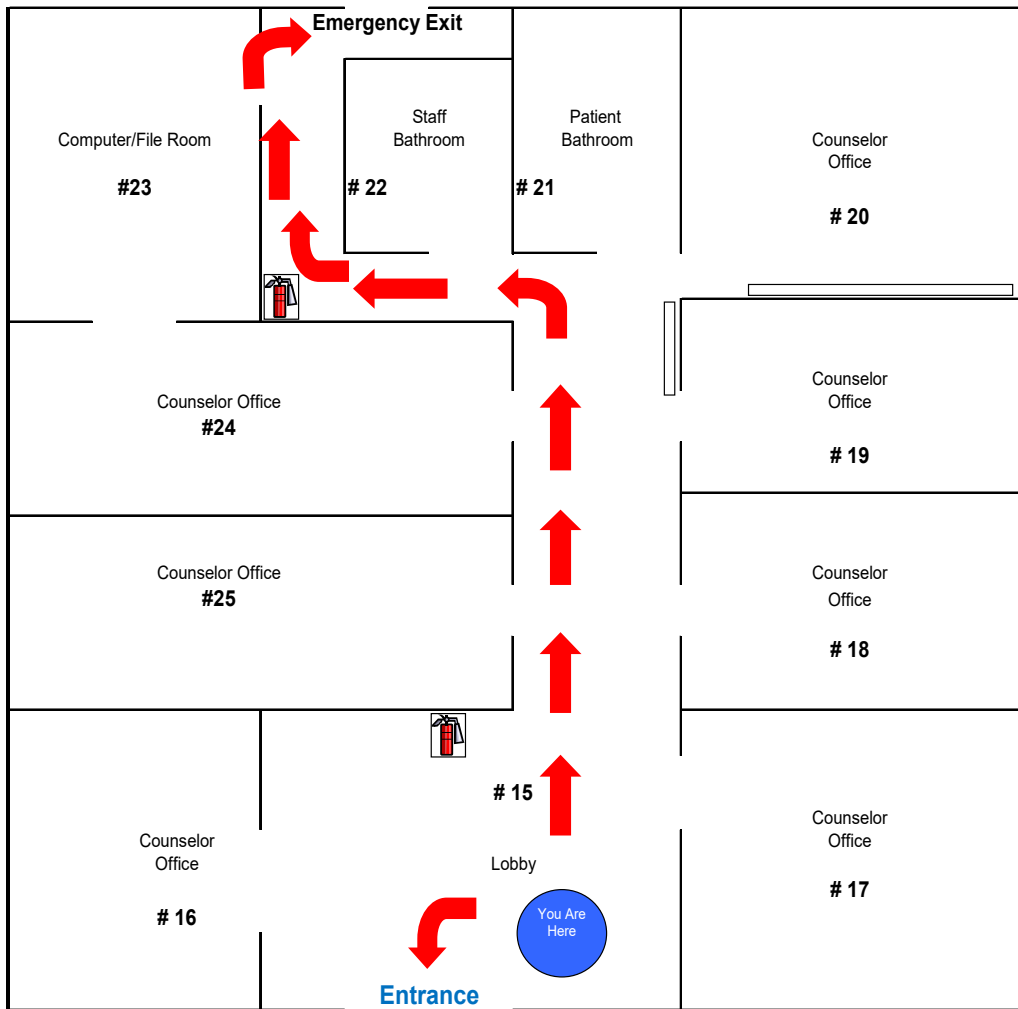 Emergency Exit
Computer/File Room
#23
Staff
Bathroom
# 22
Patient
Bathroom
# 21
Counselor
Office
# 20
Counselor Office
#24
Counselor
Office
# 19
Counselor Office
#25
Counselor
Office
# 18
# 15
Lobby
Counselor
Office
# 16
Counselor
Office
# 17
You Are
Here
Entrance